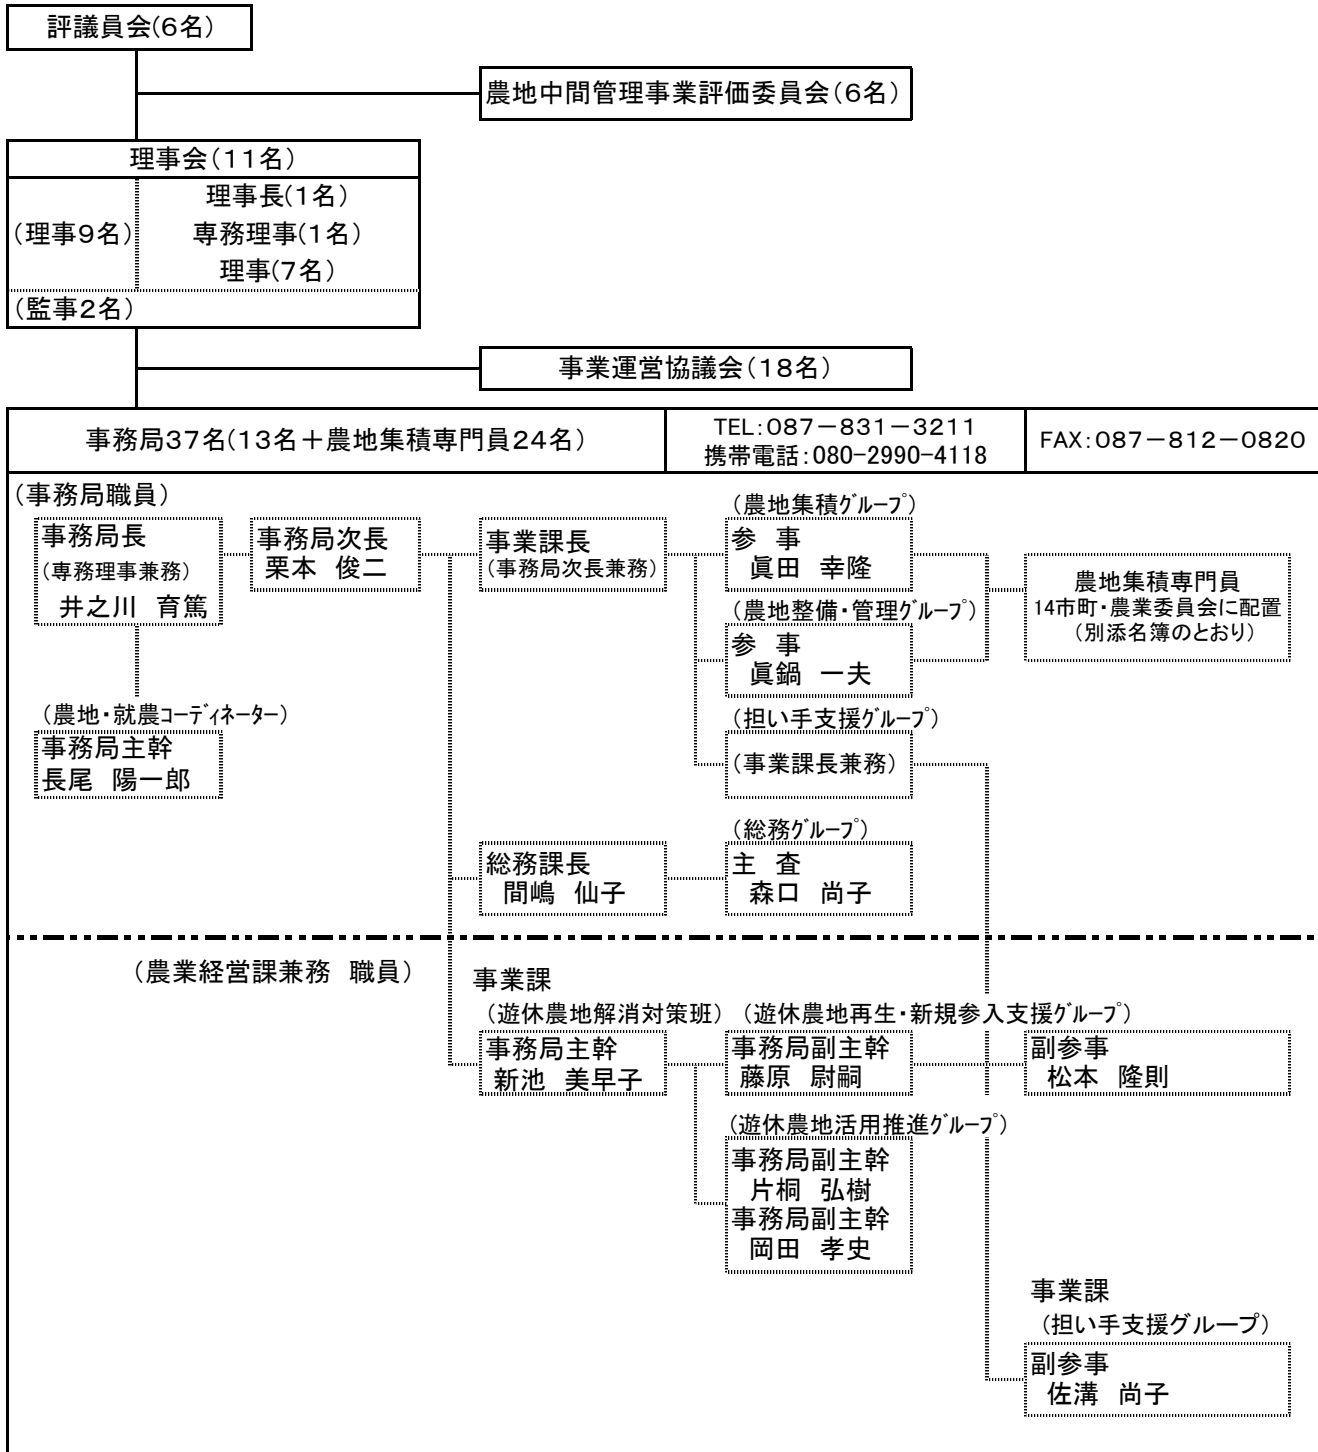 評議員会(6名)
農地中間管理事業評価委員会(6名)
理事会(11名)
(理事9名)
理事長(1名)
専務理事(1名)
理事(7名)
(監事2名)
事業運営協議会(18名)
事務局37名(13名+農地集積専門員24名)
TEL:087-831-3211
携帯電話:080-2990-4118
FAX:087-812-0820
(事務局職員)
事務局長
(専務理事兼務)
井之川 育篤
事務局次長
栗本 俊二
事業課長
(事務局次長兼務)
(農地集積グループ)
参 事
眞田 幸隆
(農地整備・管理グループ)
参 事
眞鍋 一夫
農地集積専門員
14市町・農業委員会に配置
(別添名簿のとおり)
(農地・就農コーディネーター)
事務局主幹
長尾 陽一郎
(担い手支援グループ)
(事業課長兼務)
総務課長
間嶋 仙子
(総務グループ)
主 査
森口 尚子
(農業経営課兼務 職員)
事業課
(遊休農地解消対策班)
(遊休農地再生・新規参入支援グループ)
事務局主幹
新池 美早子
事務局副主幹
藤原 尉嗣
副参事
松本 隆則
(遊休農地活用推進グループ)
事務局副主幹
片桐 弘樹
事務局副主幹
岡田 孝史
事業課
(担い手支援グループ)
副参事
佐溝 尚子